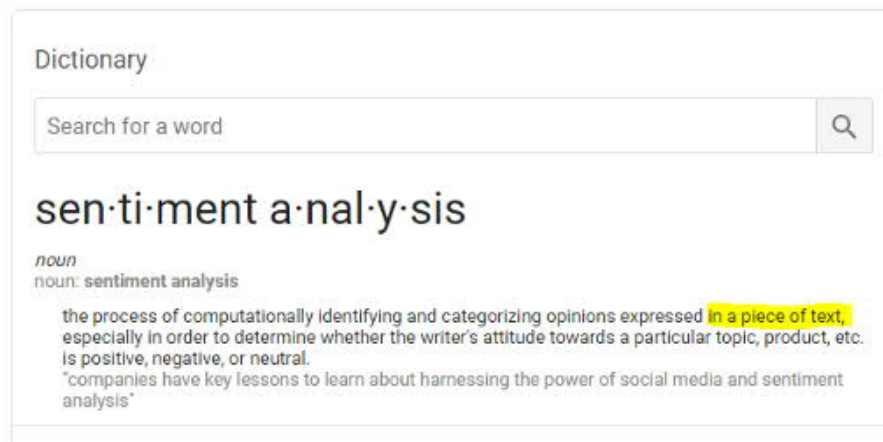 Dictionary
Search for a word
sen·ti·ment a·nal·y·sis
noun
noun: sentiment analysis
the process of computationally identifying and categorizing opinions expressed in a piece of text,
especially in order to determine whether the writer's attitude towards a particular topic, product, etc.
is positive, negative, or neutral.
"companies have key lessons to learn about harnessing the power of social media and sentiment
analysis"